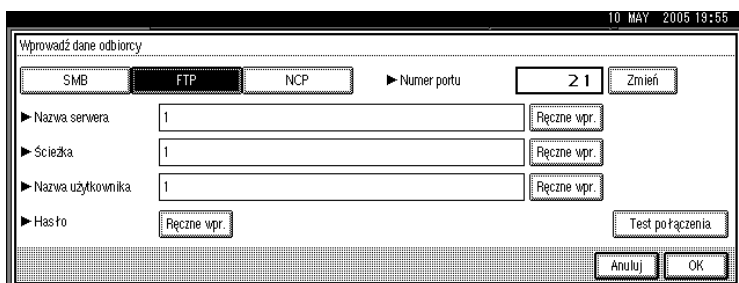 10 MAY 2005 19:55
Wprowadź dane odbiorcy
SMB FTP NCP ►Numer portu 21 Zmień
►Nazwa serwera 1 Ręczne wpr.
►Ścieżka 1 Ręczne wpr.
►Nazwa użytkownika 1 Ręczne wpr.
►Hasło Ręczne wpr. Test połączenia
Anuluj OK